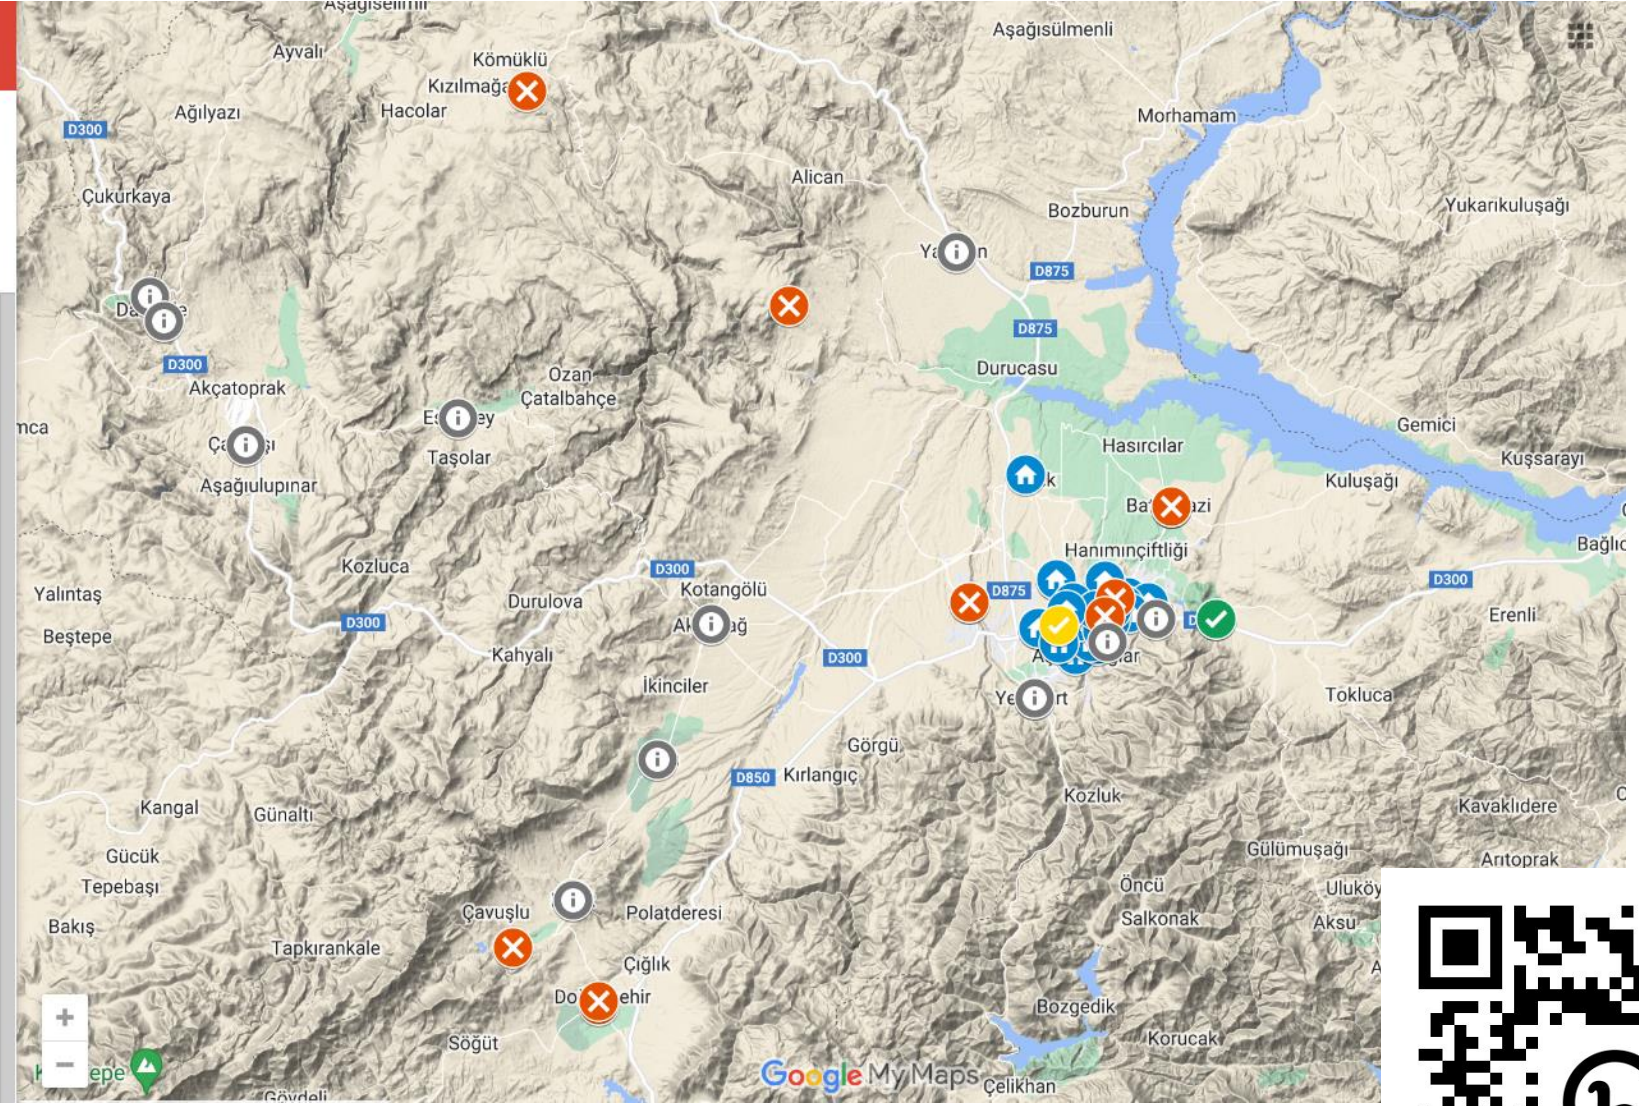 Aşağıselimli
Aşağısülmenli
Ayvalı
Kömüklü
Kızılmağa
Hacolar
Ağılyazı
D300
Morhamam
Çukurkaya
Alican
Bozburun
Yukarıkuluşağı
D875
D875
D300
Akçatoprak
Durucasu
Ozan
Çatalbahçe
Gemici
Hasırcılar
Taşolar
Kuşsarayı
Kuluşağı
Aşağıulupınar
Hanımınçiftliği
Kozluca
D300
Kotangölü
D875
D300
Yalıntaş
Durulova
Erenli
D300
Beştepe
Kahyalı
D300
İkinciler
Tokluca
Görgü
D850
Kırlangıç
Kozluk
Kangal
Günaltı
Kavaklıdere
Gülümuşağı
Arıtoprak
Gücük
Tepebaşı
Öncü
Salkonak
Uluköy
Aksu
Çavuşlu
Polatderesi
Bakış
Tapkırankale
Çığlık
Bozgedik
Korucak
Söğüt
Google My Maps
Çelikhan
Gövdeli